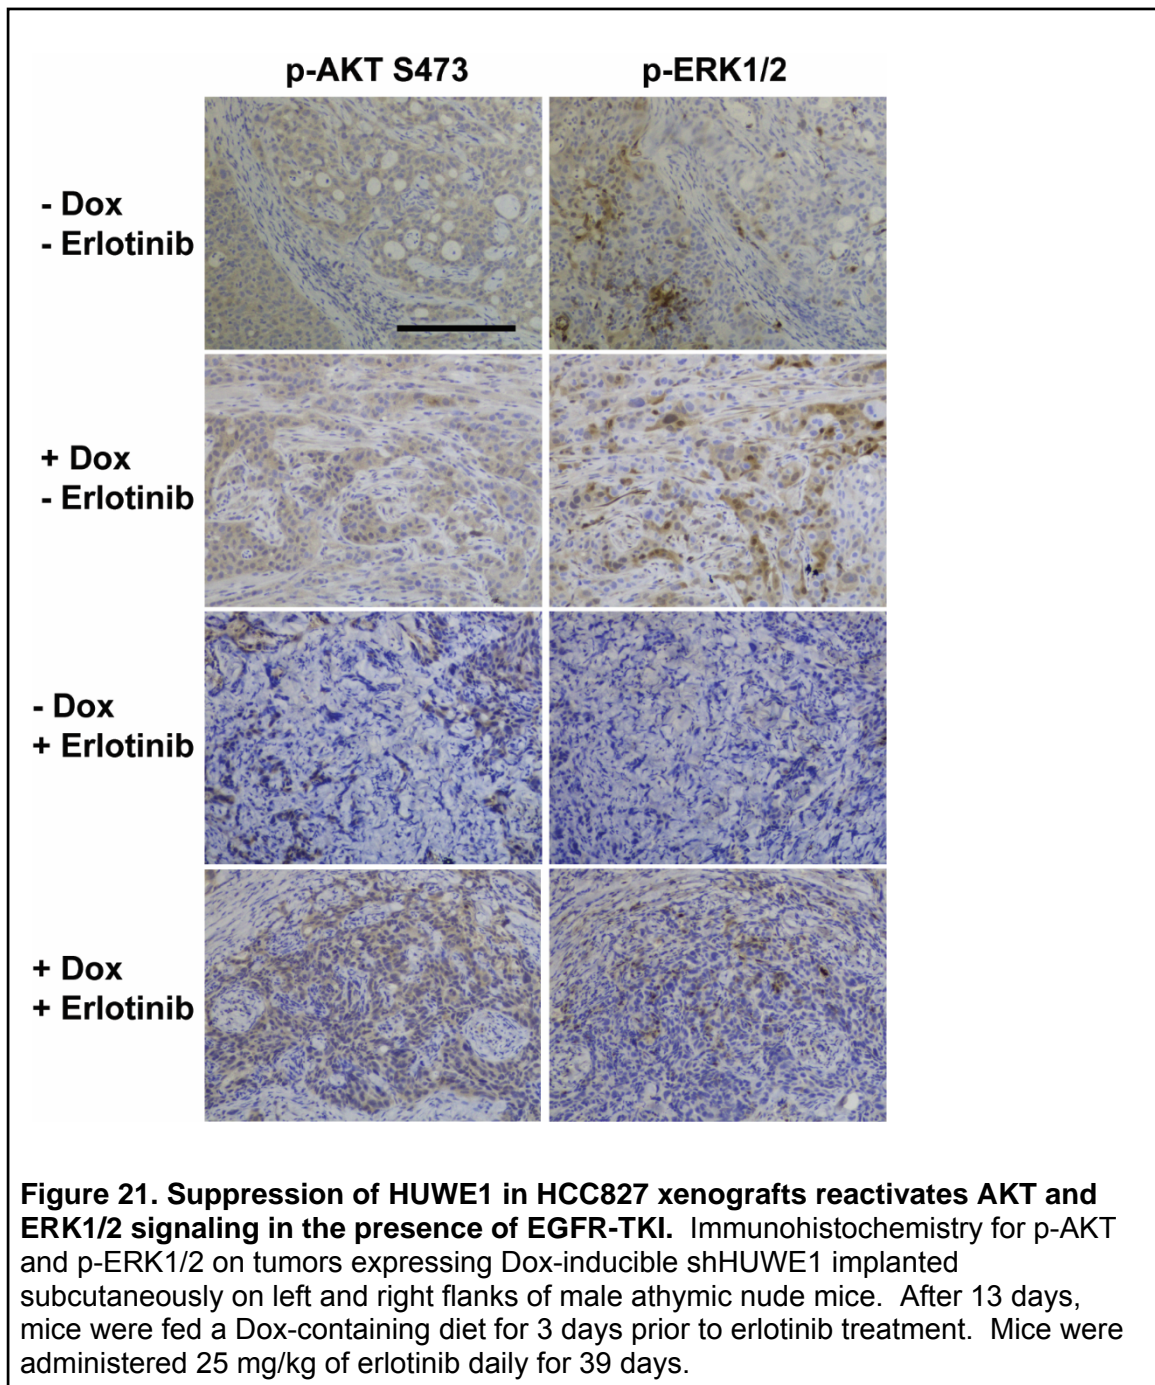 p-AKT S473 p-ERK1/2
- Dox
- Erlotinib
+ Dox
- Erlotinib
- Dox
+ Erlotinib
+ Dox
+ Erlotinib
Figure 21. Suppression of HUWE1 in HCC827 xenografts reactivates AKT and
ERK1/2 signaling in the presence of EGFR-TKI. Immunohistochemistry for p-AKT
and p-ERK1/2 on tumors expressing Dox-inducible shHUWE1 implanted
subcutaneously on left and right flanks of male athymic nude mice. After 13 days,
mice were fed a Dox-containing diet for 3 days prior to erlotinib treatment. Mice were
administered 25 mg/kg of erlotinib daily for 39 days.